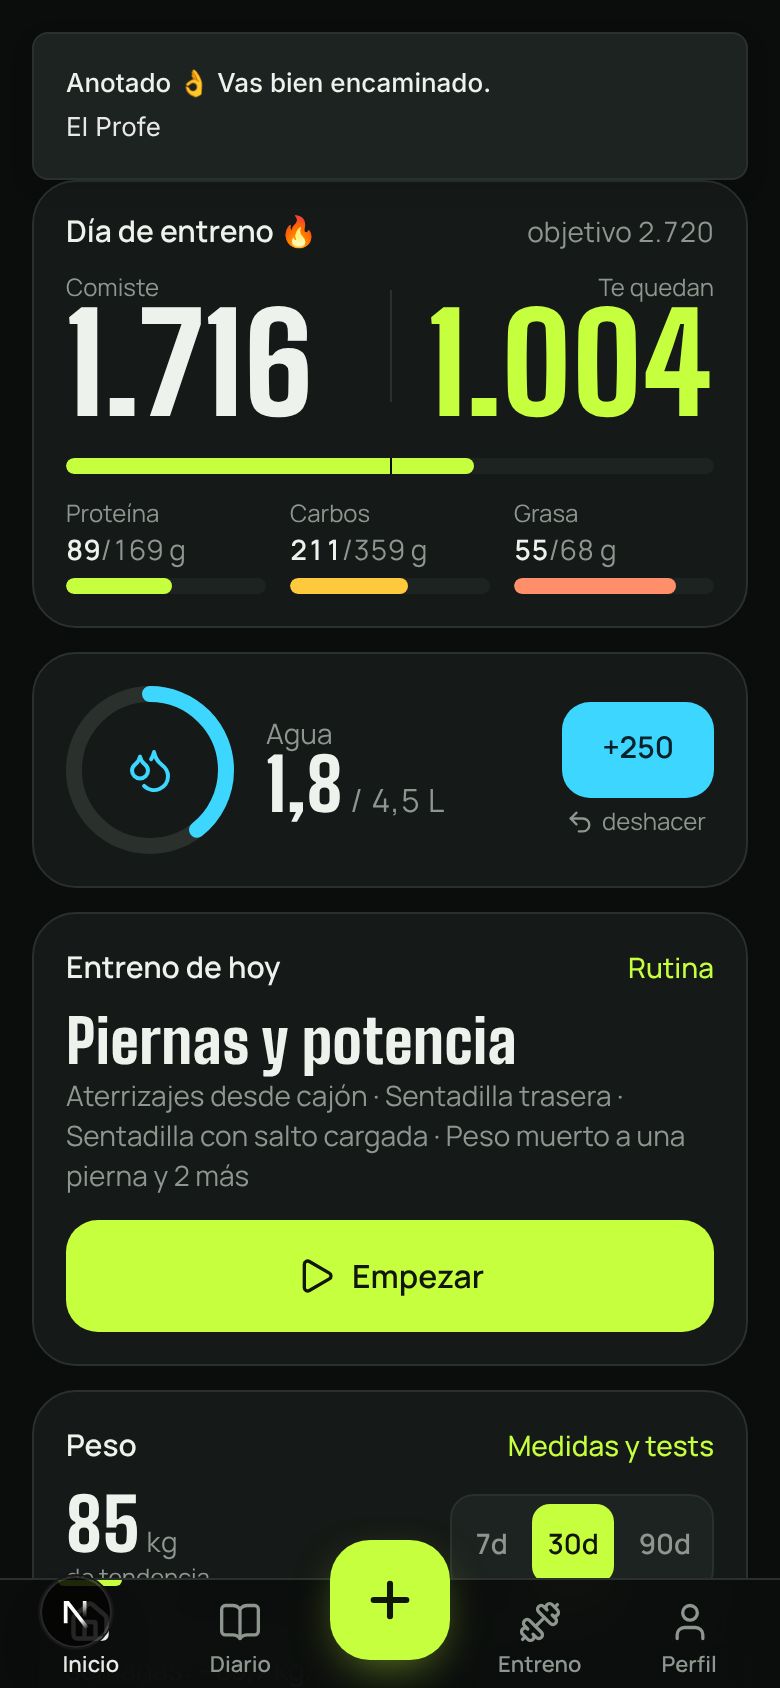 Anotado 👌 Vas bien encaminado.
El Profe
Día de entreno 🔥
objetivo 2.720
Comiste
Te quedan
1.716
1.004
Proteína
Carbos
Grasa
89/169 g
211/359 g
55/68 g
Agua
1,8 / 4,5 L
+250
deshacer
Entreno de hoy
Rutina
Piernas y potencia
Aterrizajes desde cajón · Sentadilla trasera ·
Sentadilla con salto cargada · Peso muerto a una
pierna y 2 más
Empezar
Peso
Medidas y tests
85 kg
7d
30d
90d
de tendencia
N
Inicio
Diario
Entreno
Perfil